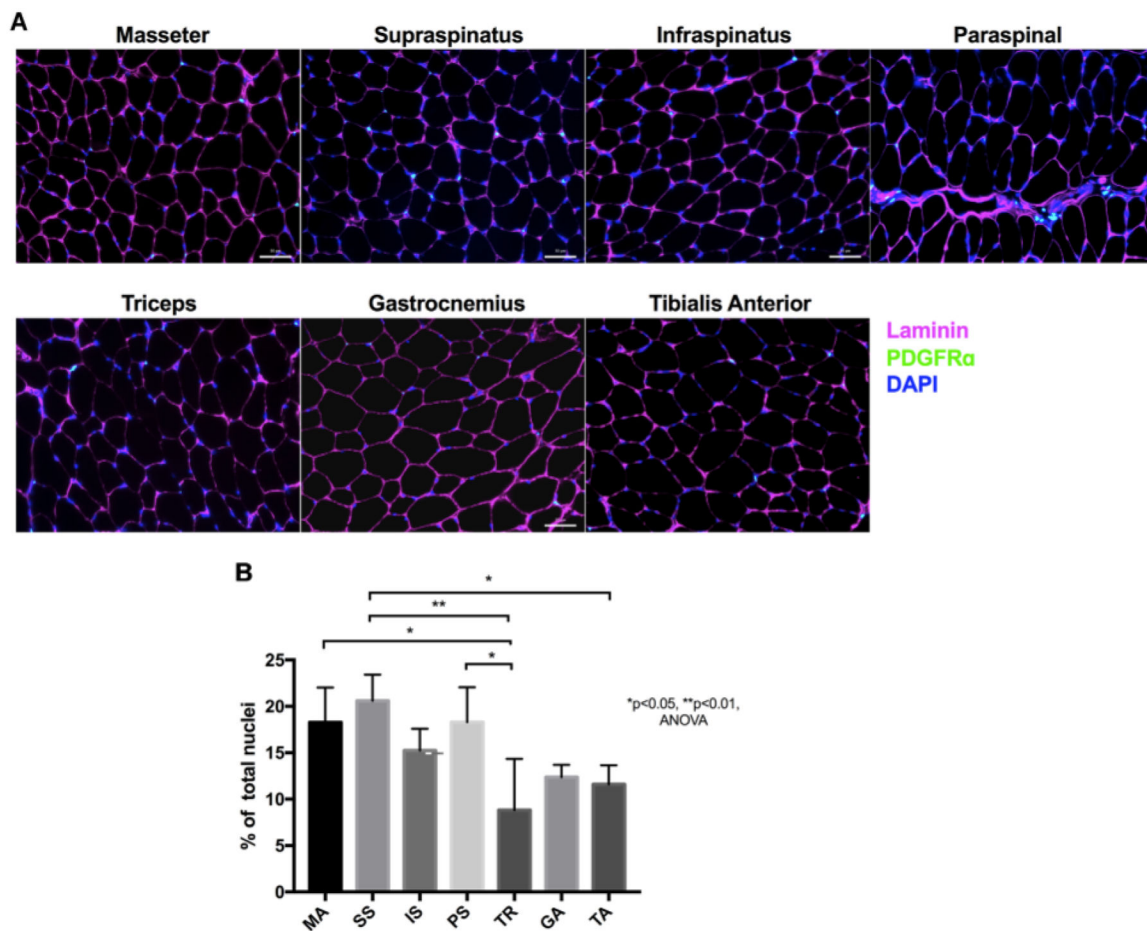 A
Masseter Supraspinatus Infraspinatus Paraspinal
Triceps Gastrocnemius Tibialis Anterior
Laminin
PDGFRα
DAPI
B
*
**
*
*
25
20
15
10
5
0
% of total nuclei
*p<0.05, **p<0.01,
ANOVA
MA SS IS PS TR GA TA